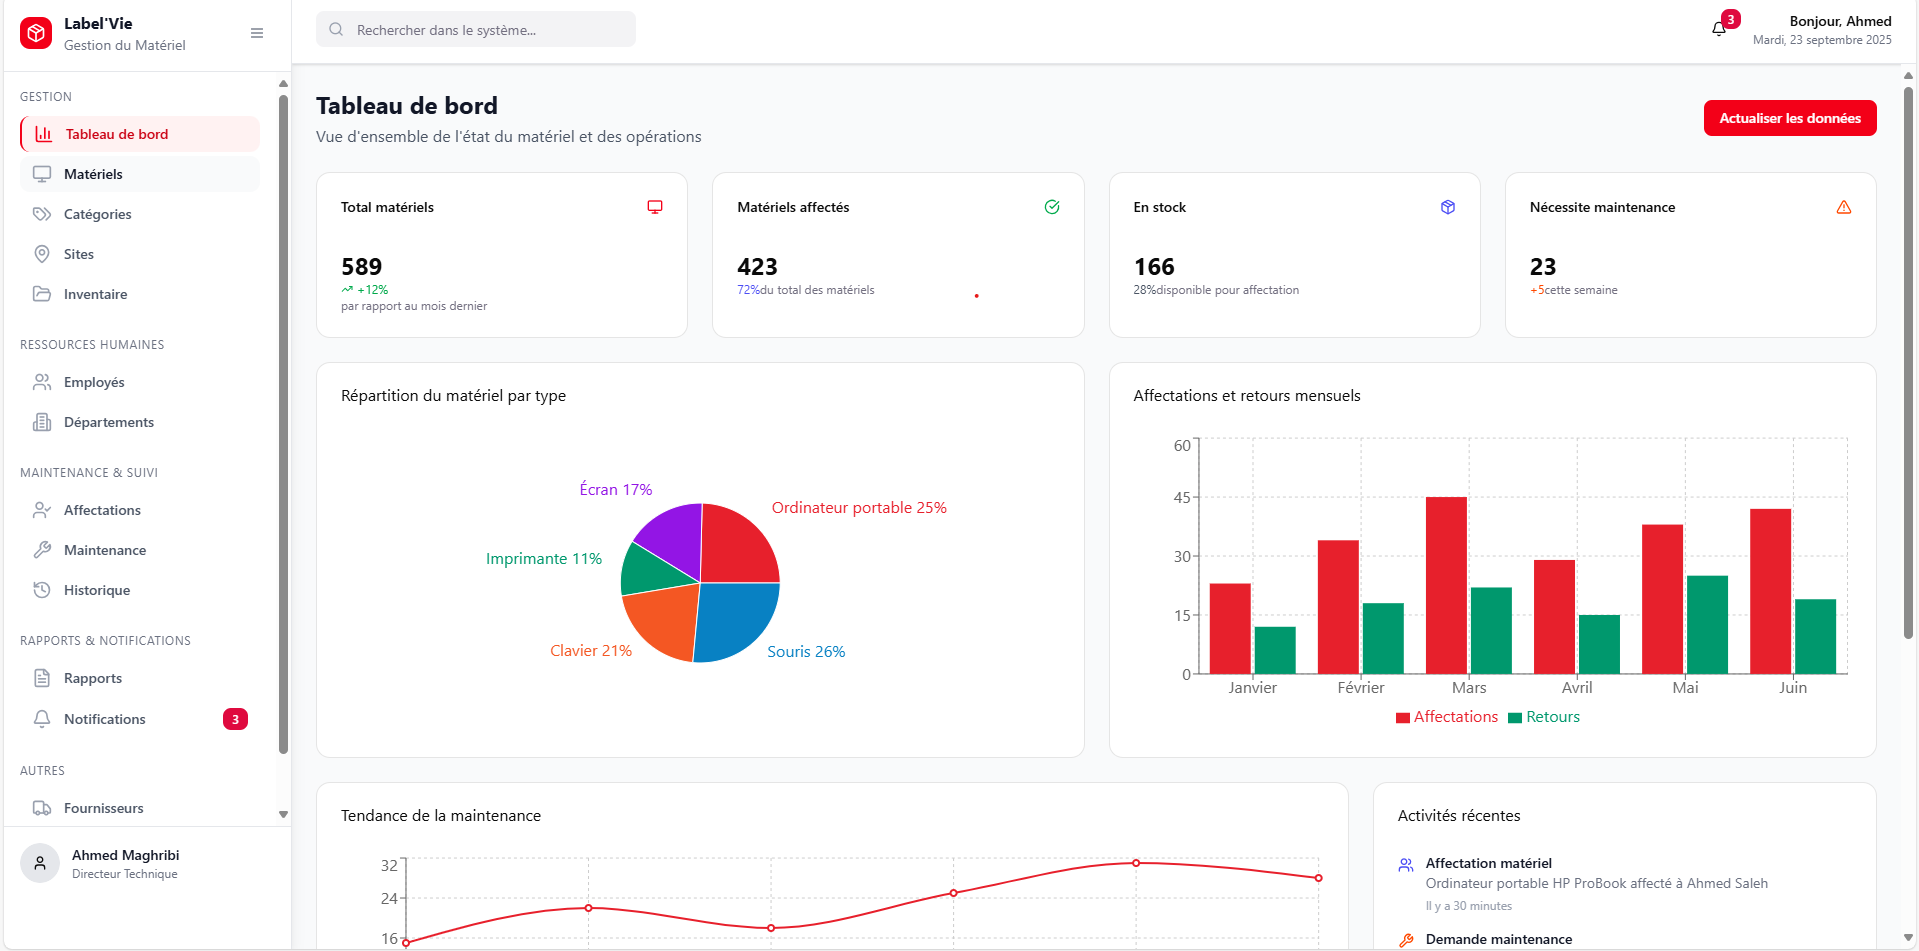 Label'Vie
Gestion du Matériel
GESTION
Tableau de bord
Matériels
Catégories
Sites
Inventaire
RESSOURCES HUMAINES
Employés
Départements
MAINTENANCE & SUIVI
Affectations
Maintenance
Historique
RAPPORTS & NOTIFICATIONS
Rapports
Notifications
3
AUTRES
Fournisseurs
Ahmed Maghribi
Directeur Technique
Rechercher dans le système...
3
Bonjour, Ahmed
Mardi, 23 septembre 2025
Tableau de bord
Vue d'ensemble de l'état du matériel et des opérations
Actualiser les données
Total matériels
589
+12%
par rapport au mois dernier
Matériels affectés
423
72%du total des matériels
En stock
166
28%disponible pour affectation
Nécessite maintenance
23
+5cette semaine
Répartition du matériel par type
Écran 17%
Ordinateur portable 25%
Imprimante 11%
Clavier 21%
Souris 26%
Affectations et retours mensuels
60
45
30
15
0
Janvier
Février
Mars
Avril
Mai
Juin
Affectations
Retours
Tendance de la maintenance
32
24
16
Activités récentes
Affectation matériel
Ordinateur portable HP ProBook affecté à Ahmed Saleh
Il y a 30 minutes
Demande maintenance